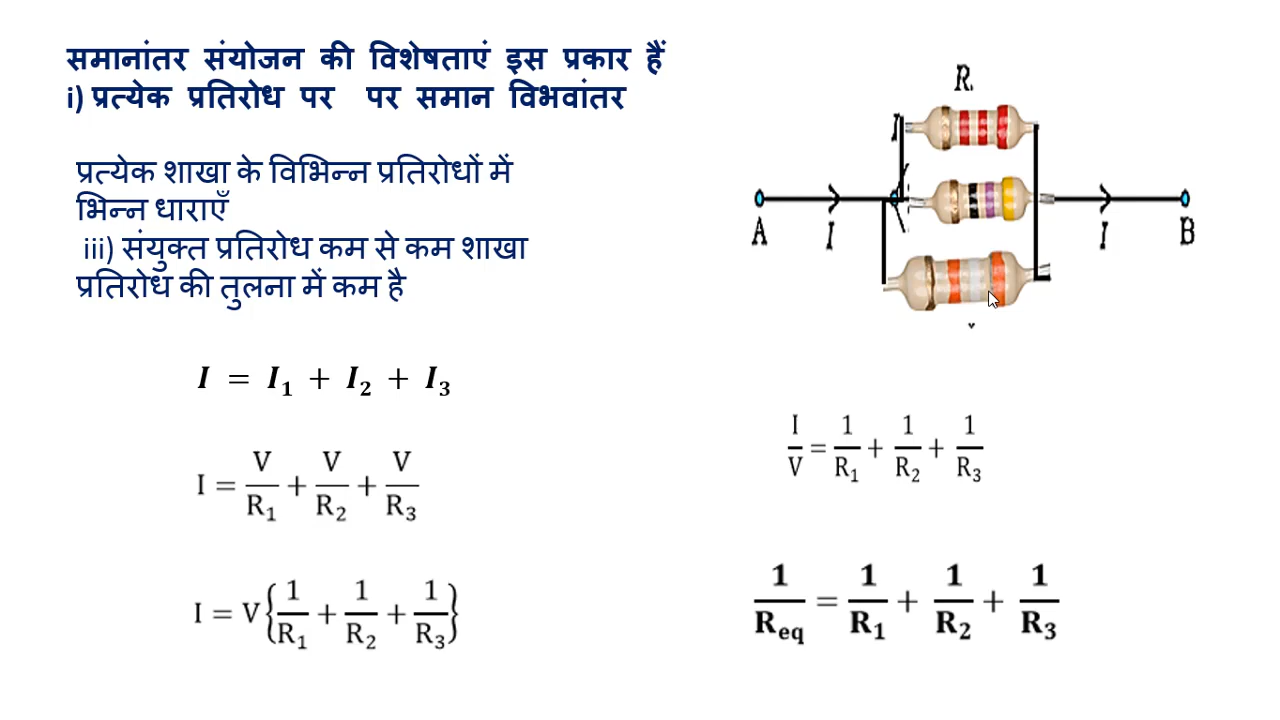 समानांतर संयोजन की विशेषताएं इस प्रकार हैं
i) प्रत्येक प्रतिरोध पर पर समान विभवांतर
प्रत्येक शाखा के विभिन्न प्रतिरोधों में
भिन्न धाराएँ
iii) संयुक्त प्रतिरोध कम से कम शाखा
प्रतिरोध की तुलना में कम है
I = I₁ + I₂ + I₃
I = V/R₁ + V/R₂ + V/R₃
I = V{1/R₁ + 1/R₂ + 1/R₃}
R.
I
A I I B
I/V = 1/R₁ + 1/R₂ + 1/R₃
1/Req = 1/R₁ + 1/R₂ + 1/R₃